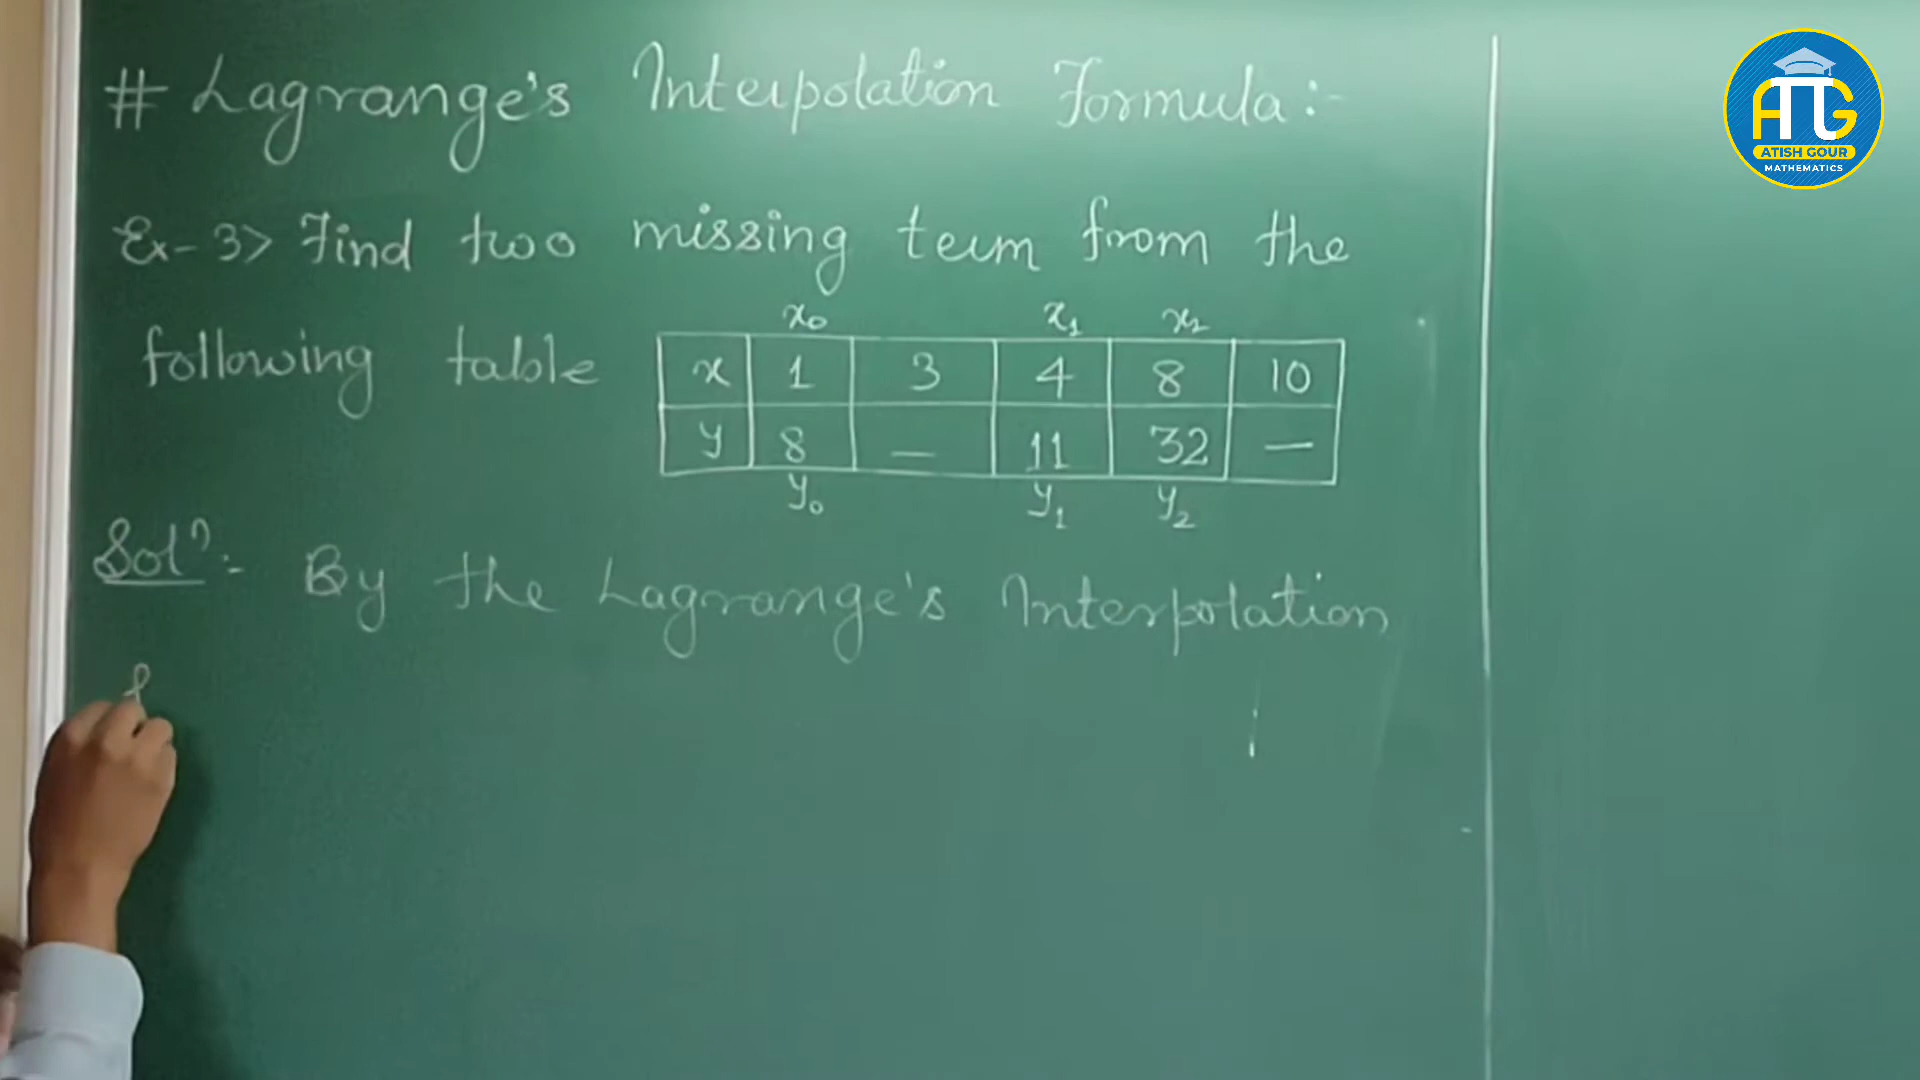 # Lagrange's Interpolation Formula:-
ATG
ATISH GOUR
MATHEMATICS
Ex-3> Find two missing term from the
following table
x₀ x₁ x₂
x 1 3 4 8 10
y 8 — 11 32 —
y₀ y₁ y₂
Solⁿ:- By the Lagrange's Interpolation
f